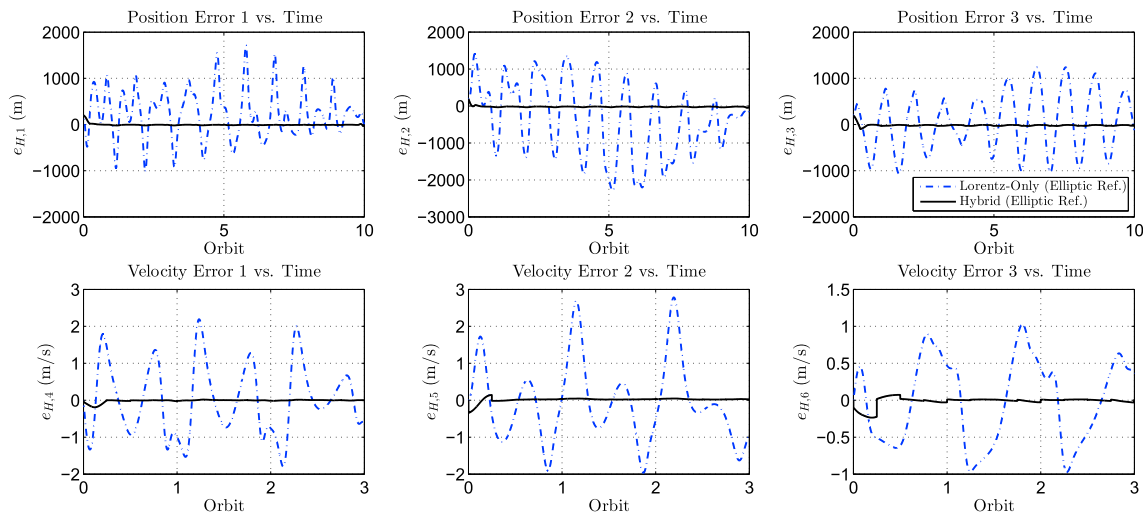 Position Error 1 vs. Time
2000
1000
0
−1000
−2000
e_{H,1} (m)
0
5
10
Orbit
Position Error 2 vs. Time
2000
1000
0
−1000
−2000
−3000
e_{H,2} (m)
0
5
10
Orbit
Position Error 3 vs. Time
2000
1000
0
−1000
−2000
e_{H,3} (m)
Lorentz-Only (Elliptic Ref.)
Hybrid (Elliptic Ref.)
0
5
10
Orbit
Velocity Error 1 vs. Time
3
2
1
0
−1
−2
e_{H,4} (m/s)
0
1
2
3
Orbit
Velocity Error 2 vs. Time
3
2
1
0
−1
−2
e_{H,5} (m/s)
0
1
2
3
Orbit
Velocity Error 3 vs. Time
1.5
1
0.5
0
−0.5
−1
e_{H,6} (m/s)
0
1
2
3
Orbit